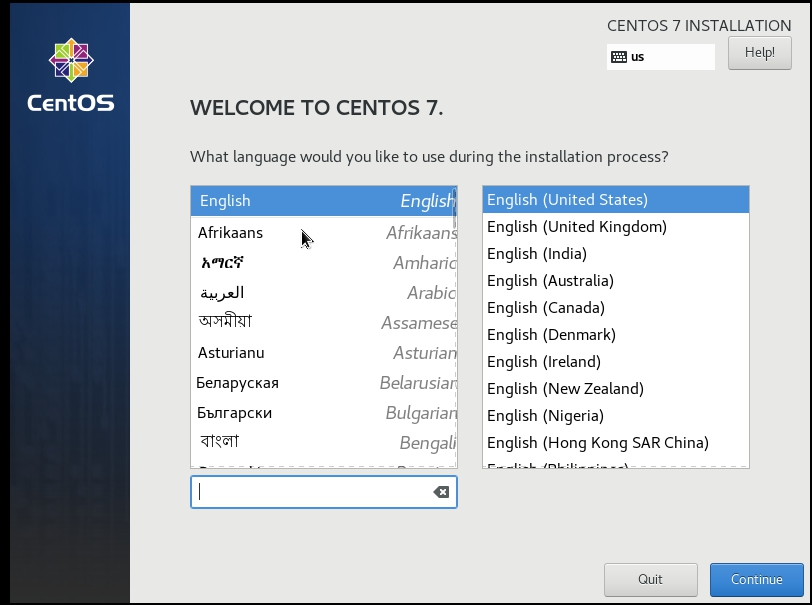 CentOS
CENTOS 7 INSTALLATION
us
Help!
WELCOME TO CENTOS 7.
What language would you like to use during the installation process?
English English
Afrikaans Afrikaans
አማርኛ Amharic
العربية Arabic
অসমীয়া Assamese
Asturianu Asturian
Беларуская Belarusian
Български Bulgarian
বাংলা Bengali
English (United States)
English (United Kingdom)
English (India)
English (Australia)
English (Canada)
English (Denmark)
English (Ireland)
English (New Zealand)
English (Nigeria)
English (Hong Kong SAR China)
English (Philippines)
Quit
Continue